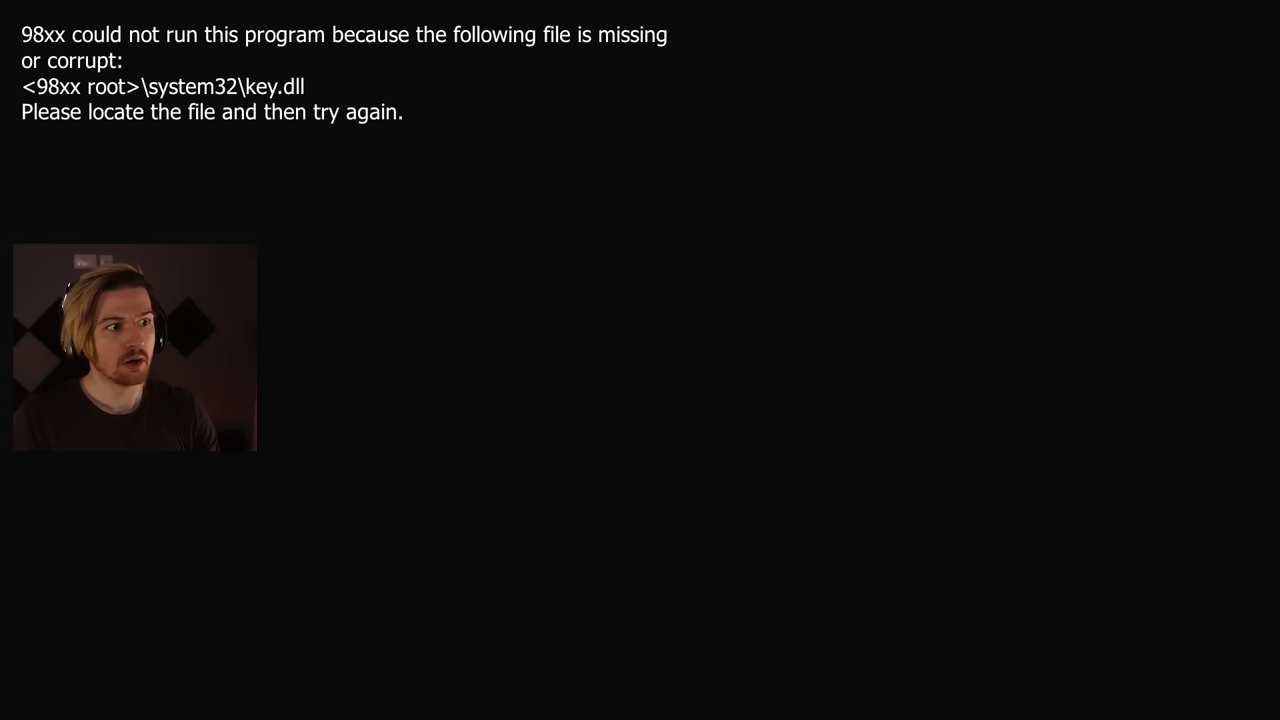 98xx could not run this program because the following file is missing
or corrupt:
<98xx root>\system32\key.dll
Please locate the file and then try again.